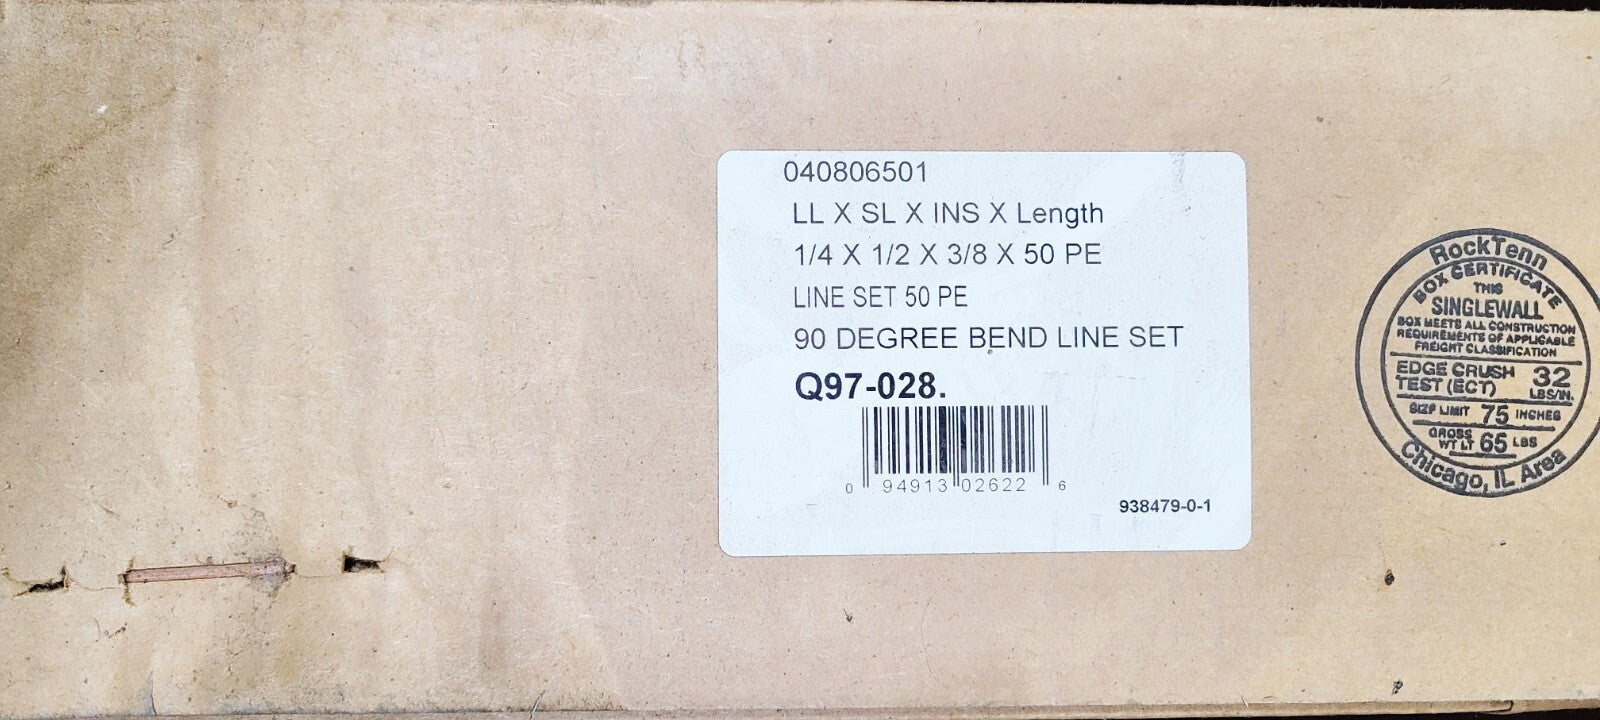 040806501
LL X SL X INS X Length
1/4 X 1/2 X 3/8 X 50 PE
LINE SET 50 PE
90 DEGREE BEND LINE SET
Q97-028.
0 94913 02622 6
938479-0-1
RockTenn
BOX CERTIFICATE
THIS
SINGLEWALL
BOX MEETS ALL CONSTRUCTION
REQUIREMENTS OF APPLICABLE
FREIGHT CLASSIFICATION
EDGE CRUSH
TEST (ECT) 32
LBS/IN.
SIZE LIMIT 75 INCHES
GROSS
WT LT 65 LBS
Chicago, IL Area